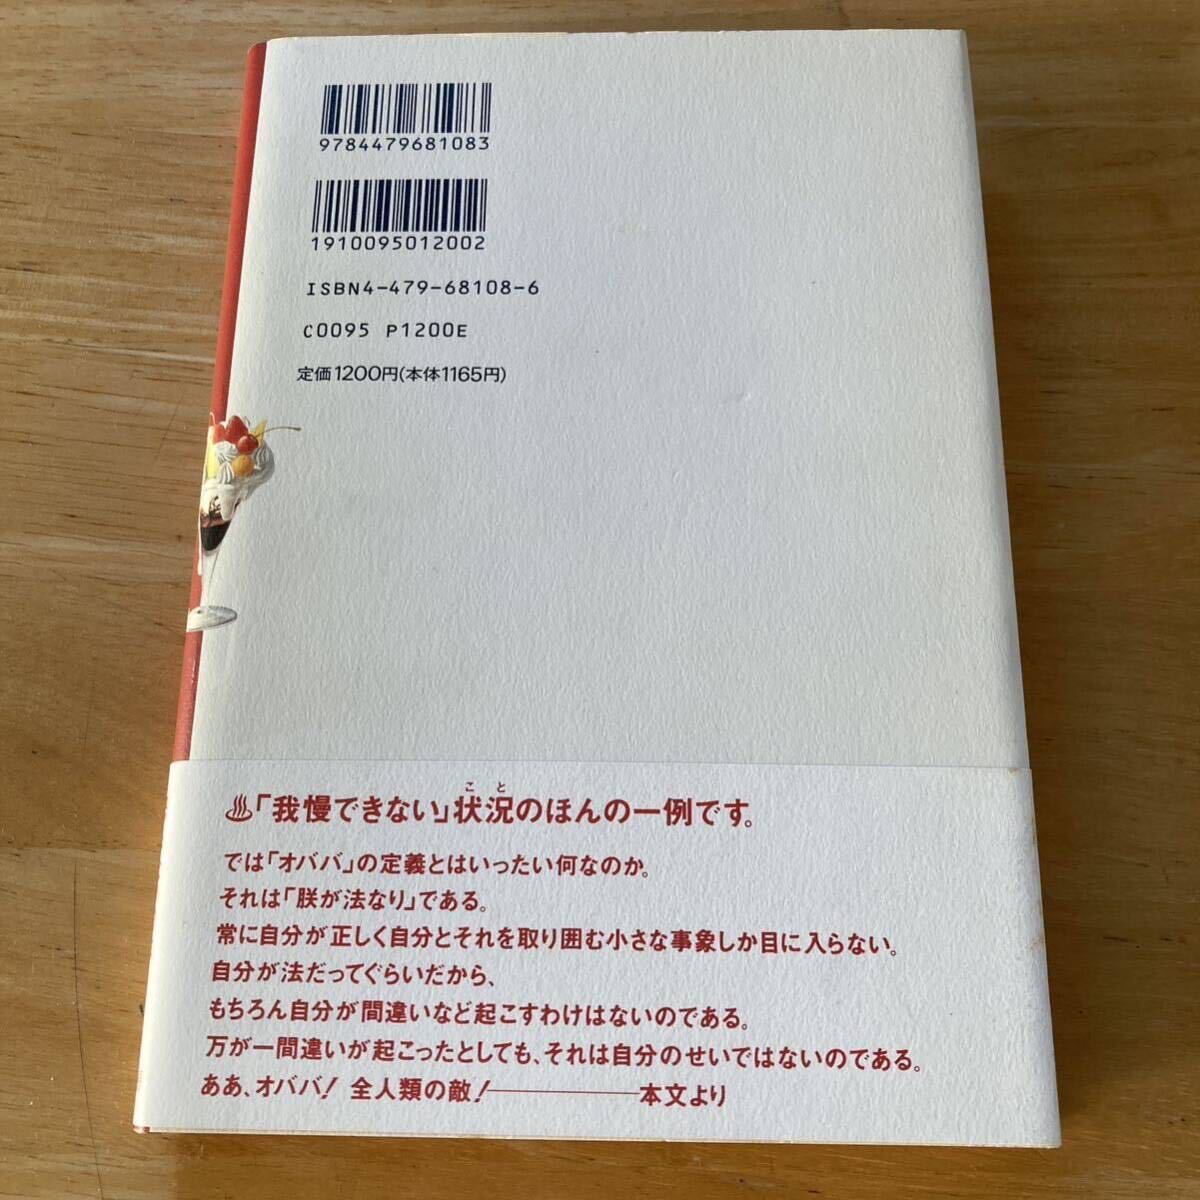 9784479681083
1910095012002
ISBN4-479-68108-6
C0095 P1200E
定価1200円(本体1165円)
こと
♨「我慢できない」状況のほんの一例です。
では「オババ」の定義とはいったい何なのか。
それは「朕が法なり」である。
常に自分が正しく自分とそれを取り囲む小さな事象しか目に入らない。
自分が法だってぐらいだから、
もちろん自分が間違いなど起こすわけはないのである。
万が一間違いが起こったとしても、それは自分のせいではないのである。
ああ、オババ! 全人類の敵!————本文より